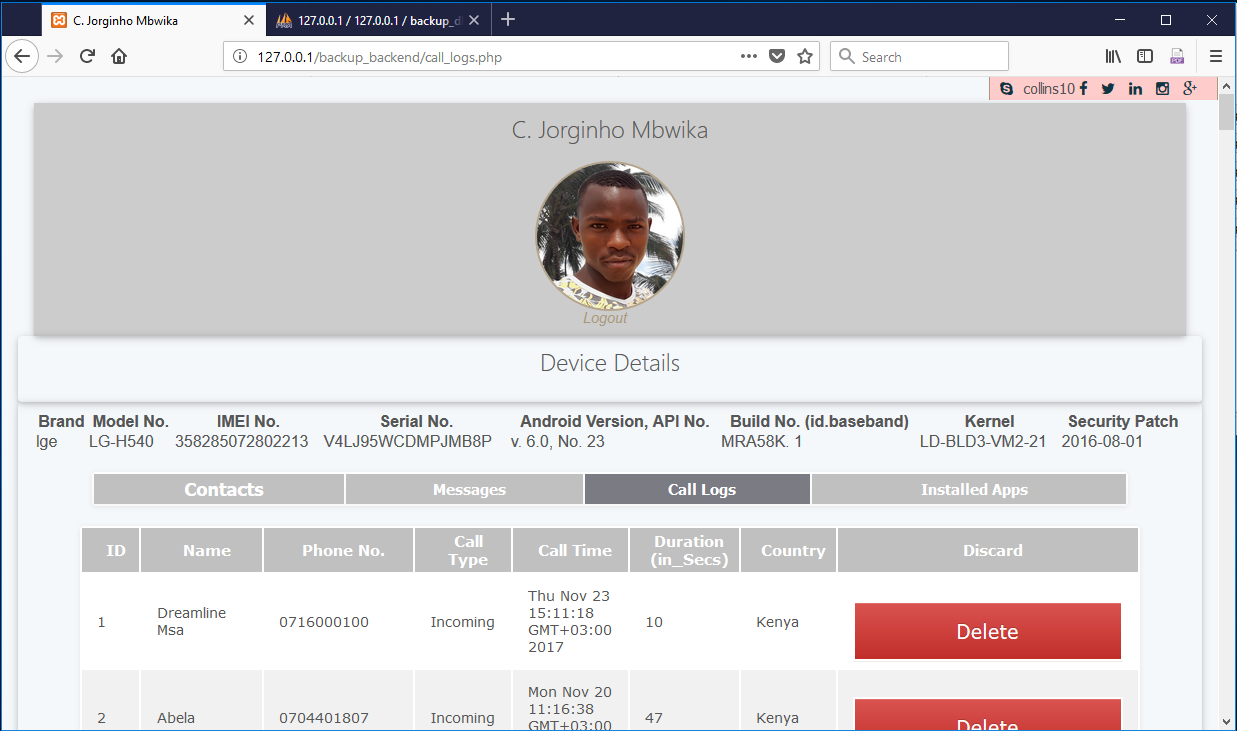 C. Jorginho Mbwika
127.0.0.1 / 127.0.0.1 / backup_d
127.0.0.1/backup_backend/call_logs.php
Search
collins10
C. Jorginho Mbwika
Logout
Device Details
Brand Model No. IMEI No. Serial No. Android Version, API No. Build No. (id.baseband) Kernel Security Patch
lge LG-H540 358285072802213 V4LJ95WCDMPJMB8P v. 6.0, No. 23 MRA58K. 1 LD-BLD3-VM2-21 2016-08-01
Contacts Messages Call Logs Installed Apps
ID Name Phone No. Call Type Call Time Duration (in_Secs) Country Discard
1 Dreamline Msa 0716000100 Incoming Thu Nov 23 15:11:18 GMT+03:00 2017 10 Kenya Delete
2 Abela 0704401807 Incoming Mon Nov 20 11:16:38 GMT+03:00 47 Kenya Delete